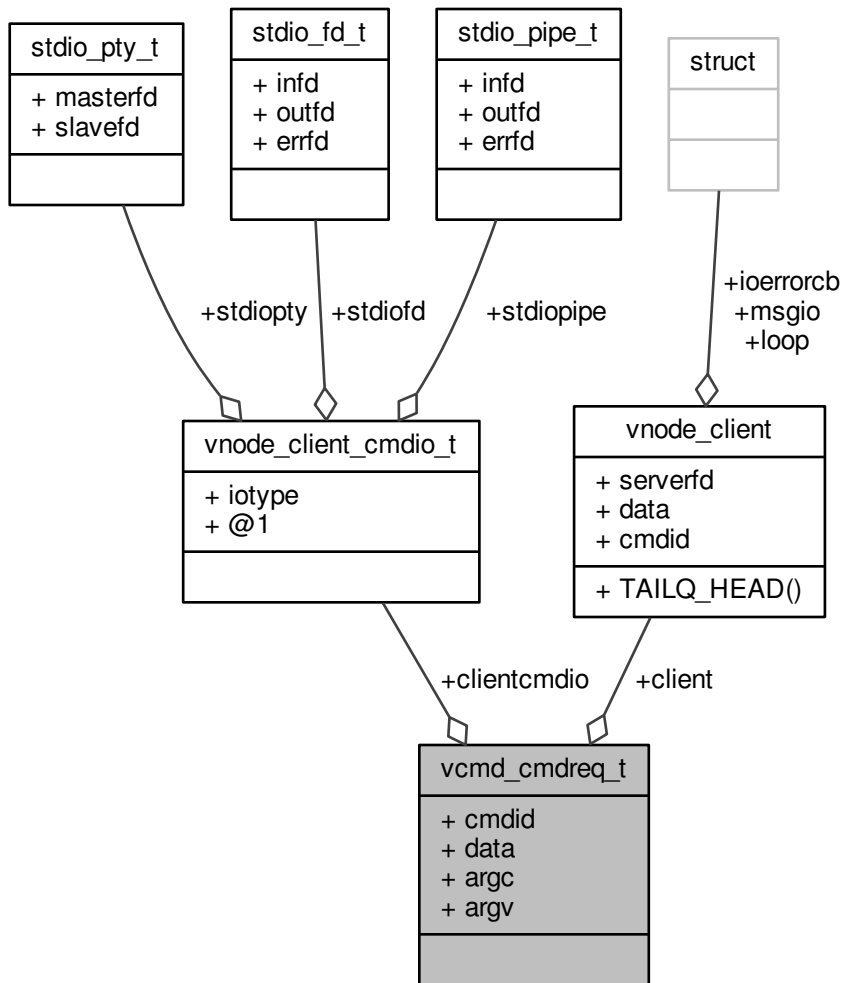 stdio_pty_t
+ masterfd
+ slavefd
stdio_fd_t
+ infd
+ outfd
+ errfd
stdio_pipe_t
+ infd
+ outfd
+ errfd
struct
+stdiopty
+stdiofd
+stdiopipe
+ioerrorcb
+msgio
+loop
vnode_client_cmdio_t
+ iotype
+ @1
vnode_client
+ serverfd
+ data
+ cmdid
+ TAILQ_HEAD()
+clientcmdio
+client
vcmd_cmdreq_t
+ cmdid
+ data
+ argc
+ argv